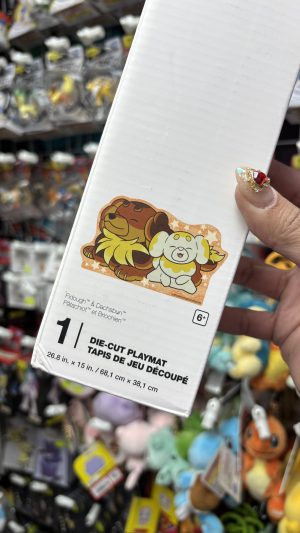 Fidough™ & Dachsbun™
Pâtachiot™ et Briochien™
6+
1
DIE-CUT PLAYMAT
TAPIS DE JEU DÉCOUPÉ
26.8 in. x 15 in. / 68,1 cm x 38,1 cm